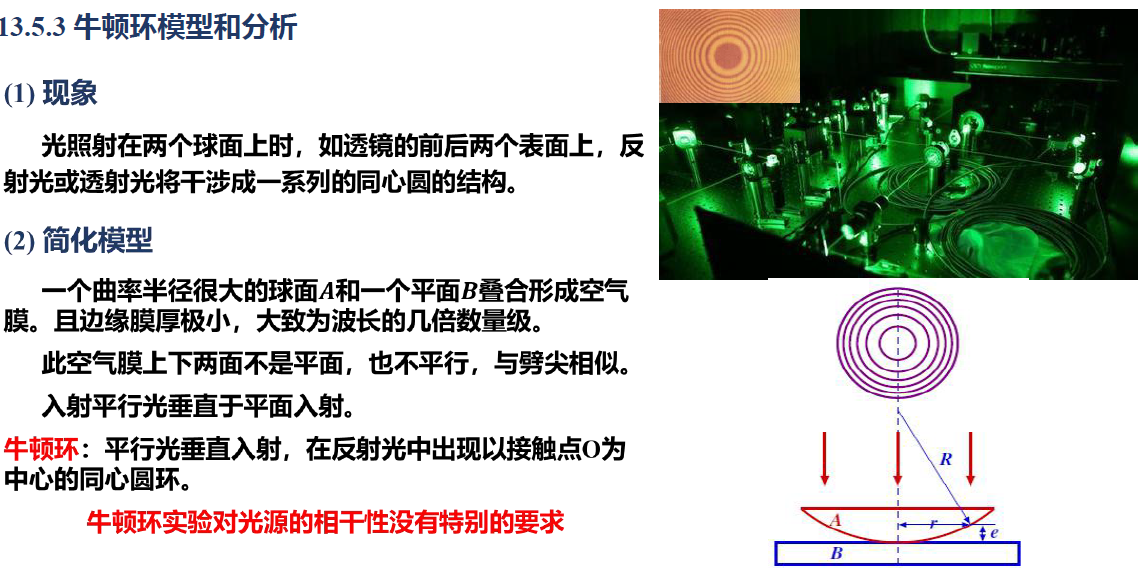 13.5.3 牛顿环模型和分析
(1) 现象
光照射在两个球面上时，如透镜的前后两个表面上，反
射光或透射光将干涉成一系列的同心圆的结构。
(2) 简化模型
一个曲率半径很大的球面A和一个平面B叠合形成空气
膜。且边缘膜厚极小，大致为波长的几倍数量级。
此空气膜上下两面不是平面，也不平行，与劈尖相似。
入射平行光垂直于平面入射。
牛顿环：平行光垂直入射，在反射光中出现以接触点O为
中心的同心圆环。
牛顿环实验对光源的相干性没有特别的要求
R
A
r
e
B